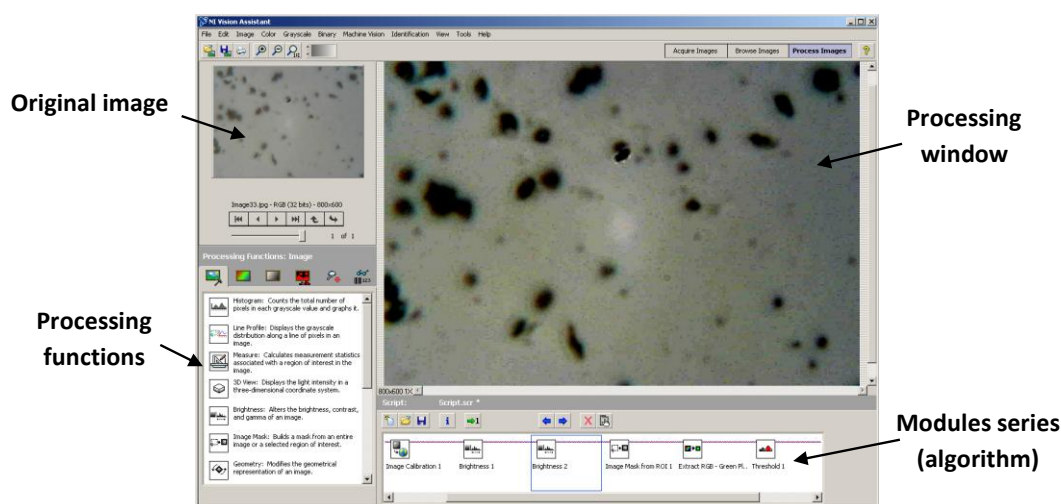 NI Vision Assistant
File Edit Image Color Grayscale Binary Machine Vision Identification View Tools Help
Acquire Images Browse Images Process Images
Original image
Processing
window
Image33.jpg - RGB (32 bits) - 800x600
1 of 1
Processing Functions: Image
Histogram: Counts the total number of
pixels in each grayscale value and graphs it.
Line Profile: Displays the grayscale
distribution along a line of pixels in an
image.
Measure: Calculates measurement statistics
associated with a region of interest in the
image.
3D View: Displays the light intensity in a
three-dimensional coordinate system.
Brightness: Alters the brightness, contrast,
and gamma of an image.
Image Mask: Builds a mask from an entire
image or a selected region of interest.
Geometry: Modifies the geometrical
representation of an image.
Processing
functions
800x600 1X
Script: Script.scr *
1
Image Calibration 1 Brightness 1 Brightness 2 Image Mask from ROI 1 Extract RGB - Green Pl... Threshold 1
Modules series
(algorithm)